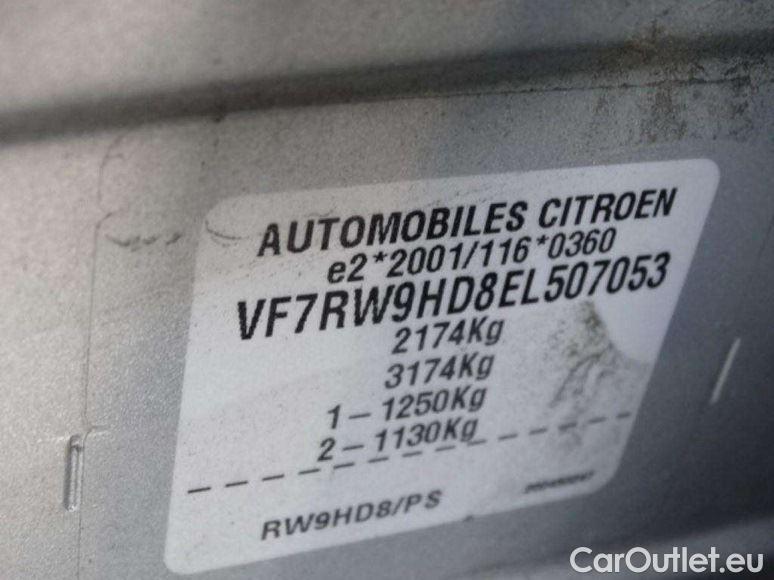 AUTOMOBILES CITROEN
e2*2001/116*0360
VF7RW9HD8EL507053
2174Kg
3174Kg
1-1250Kg
2-1130Kg
RW9HD8/PS
CarOutlet.eu